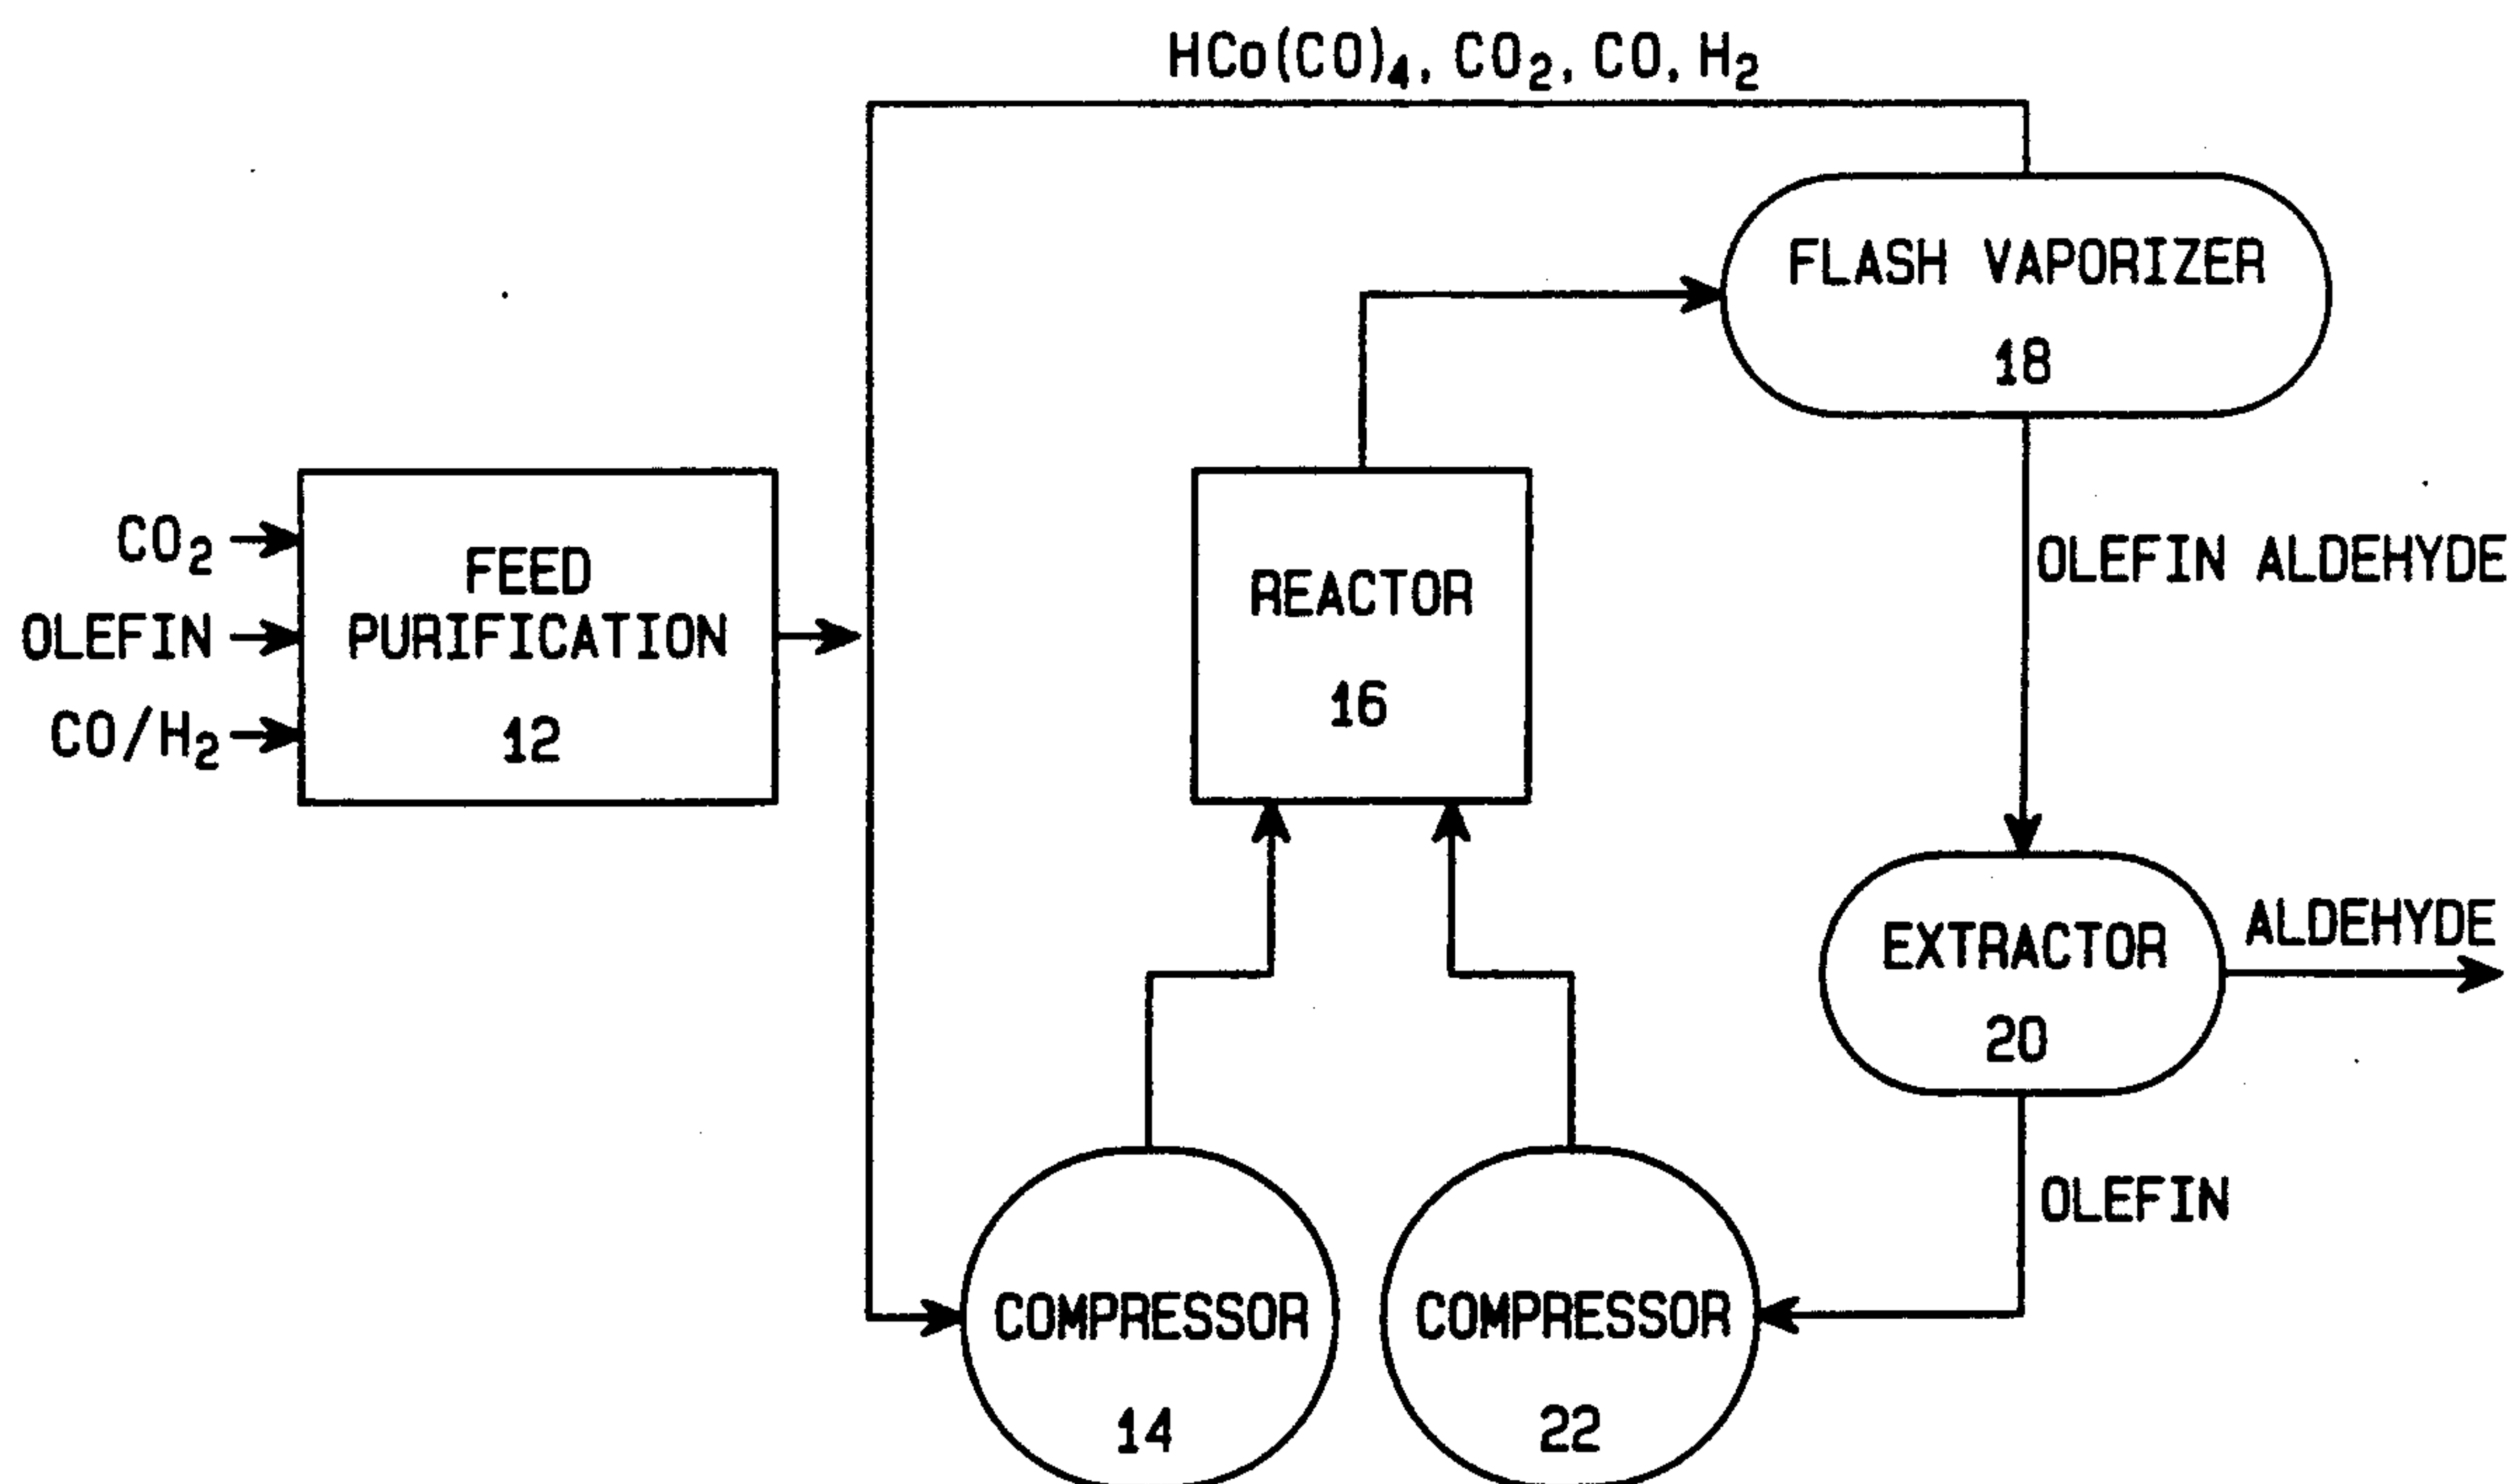 HCo(CO)4, CO2, CO, H2
FLASH VAPORIZER
18
CO2
OLEFIN
CO/H2
FEED
PURIFICATION
12
REACTOR
16
OLEFIN ALDEHYDE
EXTRACTOR
20
ALDEHYDE
OLEFIN
COMPRESSOR
14
COMPRESSOR
22